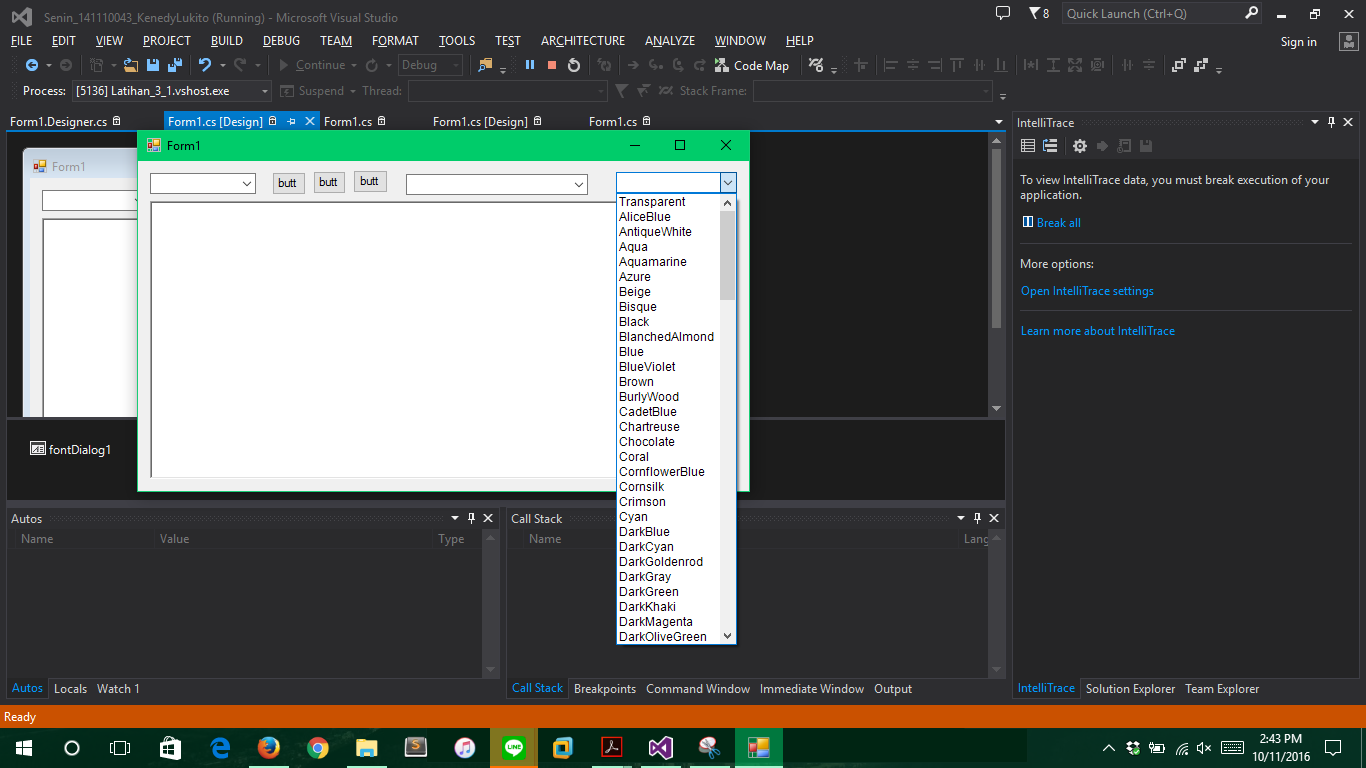 Senin_141110043_KenedyLukito (Running) - Microsoft Visual Studio
8
Quick Launch (Ctrl+Q)
FILE EDIT VIEW PROJECT BUILD DEBUG TEAM FORMAT TOOLS TEST ARCHITECTURE ANALYZE WINDOW HELP
Sign in
Continue Debug Code Map
Process: [5136] Latihan_3_1.vshost.exe Suspend Thread: Stack Frame:
Form1.Designer.cs Form1.cs [Design] Form1.cs Form1.cs [Design] Form1.cs
Form1
Form1
butt butt butt
Transparent
AliceBlue
AntiqueWhite
Aqua
Aquamarine
Azure
Beige
Bisque
Black
BlanchedAlmond
Blue
BlueViolet
Brown
BurlyWood
CadetBlue
Chartreuse
Chocolate
Coral
CornflowerBlue
Cornsilk
Crimson
Cyan
DarkBlue
DarkCyan
DarkGoldenrod
DarkGray
DarkGreen
DarkKhaki
DarkMagenta
DarkOliveGreen
fontDialog1
IntelliTrace
To view IntelliTrace data, you must break execution of your
application.
Break all
More options:
Open IntelliTrace settings
Learn more about IntelliTrace
Autos
Name Value Type
Call Stack
Name Lang
Autos Locals Watch 1
Call Stack Breakpoints Command Window Immediate Window Output
IntelliTrace Solution Explorer Team Explorer
Ready
LINE
2:43 PM
10/11/2016